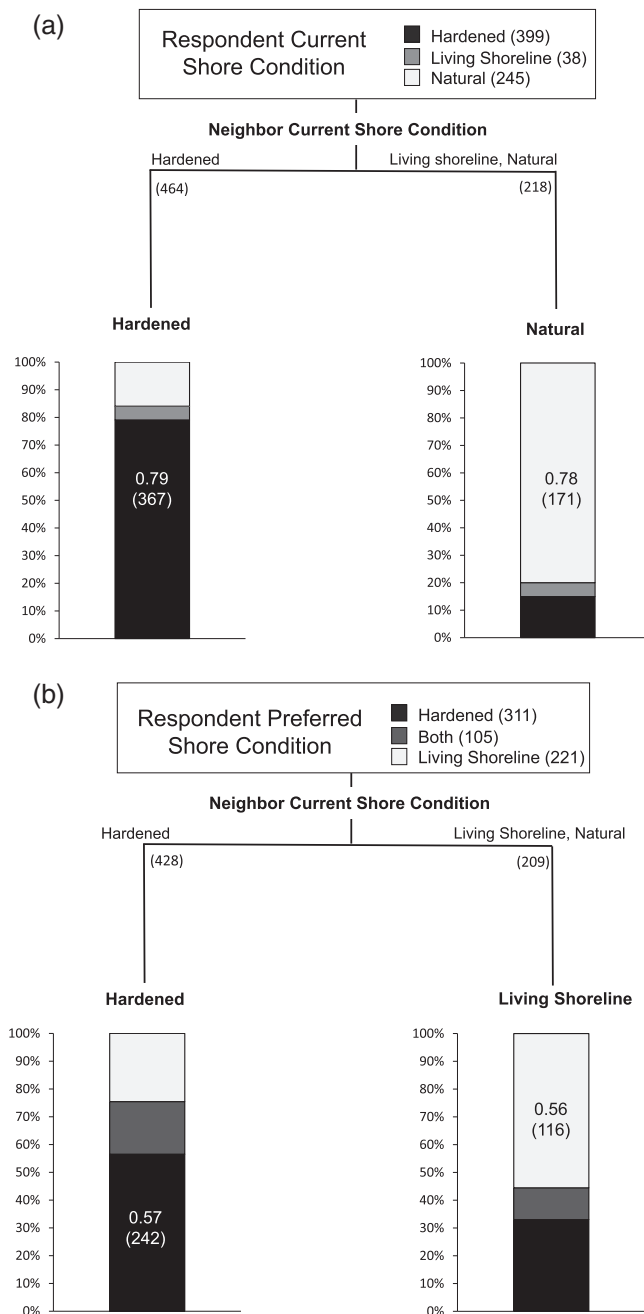 (a)
Respondent Current
Shore Condition
Hardened (399)
Living Shoreline (38)
Natural (245)
Neighbor Current Shore Condition
Hardened
Living shoreline, Natural
(464)
(218)
Hardened
Natural
100%
90%
80%
70%
60%
50%
40%
30%
20%
10%
0%
0.79
(367)
100%
90%
80%
70%
60%
50%
40%
30%
20%
10%
0%
0.78
(171)
(b)
Respondent Preferred
Shore Condition
Hardened (311)
Both (105)
Living Shoreline (221)
Neighbor Current Shore Condition
Hardened
Living Shoreline, Natural
(428)
(209)
Hardened
Living Shoreline
100%
90%
80%
70%
60%
50%
40%
30%
20%
10%
0%
0.57
(242)
100%
90%
80%
70%
60%
50%
40%
30%
20%
10%
0%
0.56
(116)